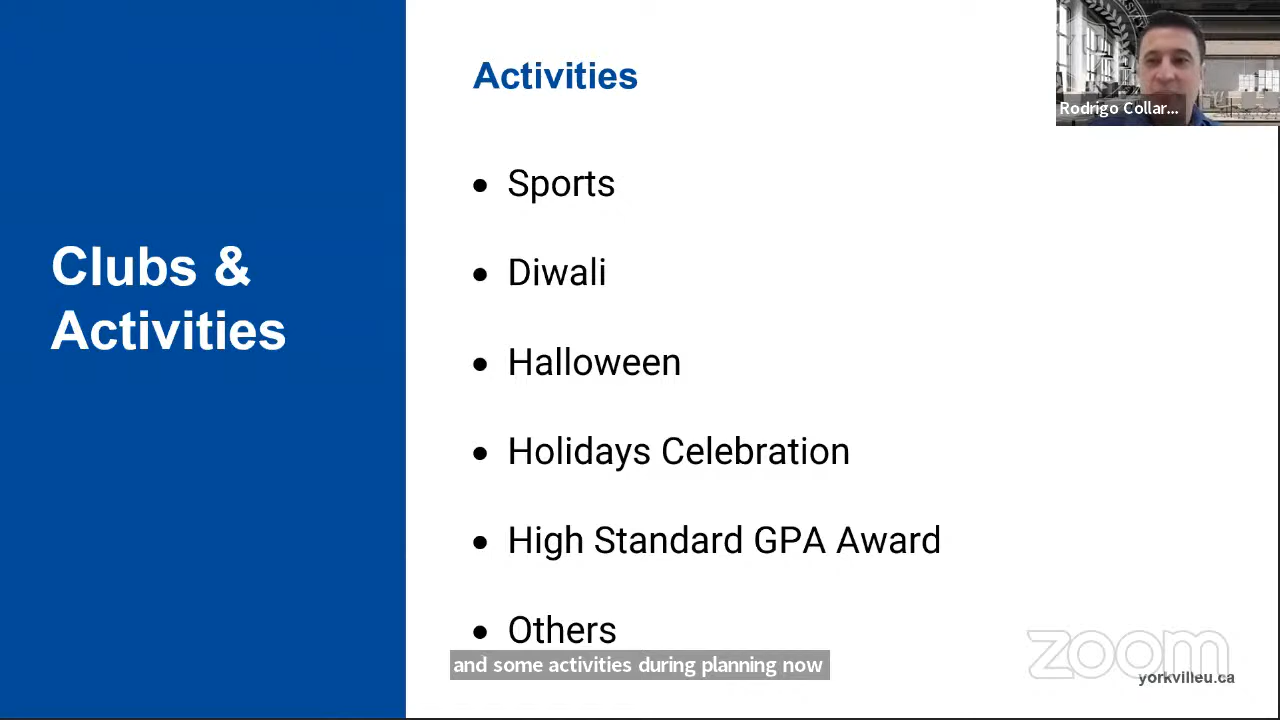 Activities
Rodrigo Collar...
• Sports
• Diwali
Clubs &
Activities
• Halloween
• Holidays Celebration
• High Standard GPA Award
• Others
and some activities during planning now
zoom
yorkvilleu.ca